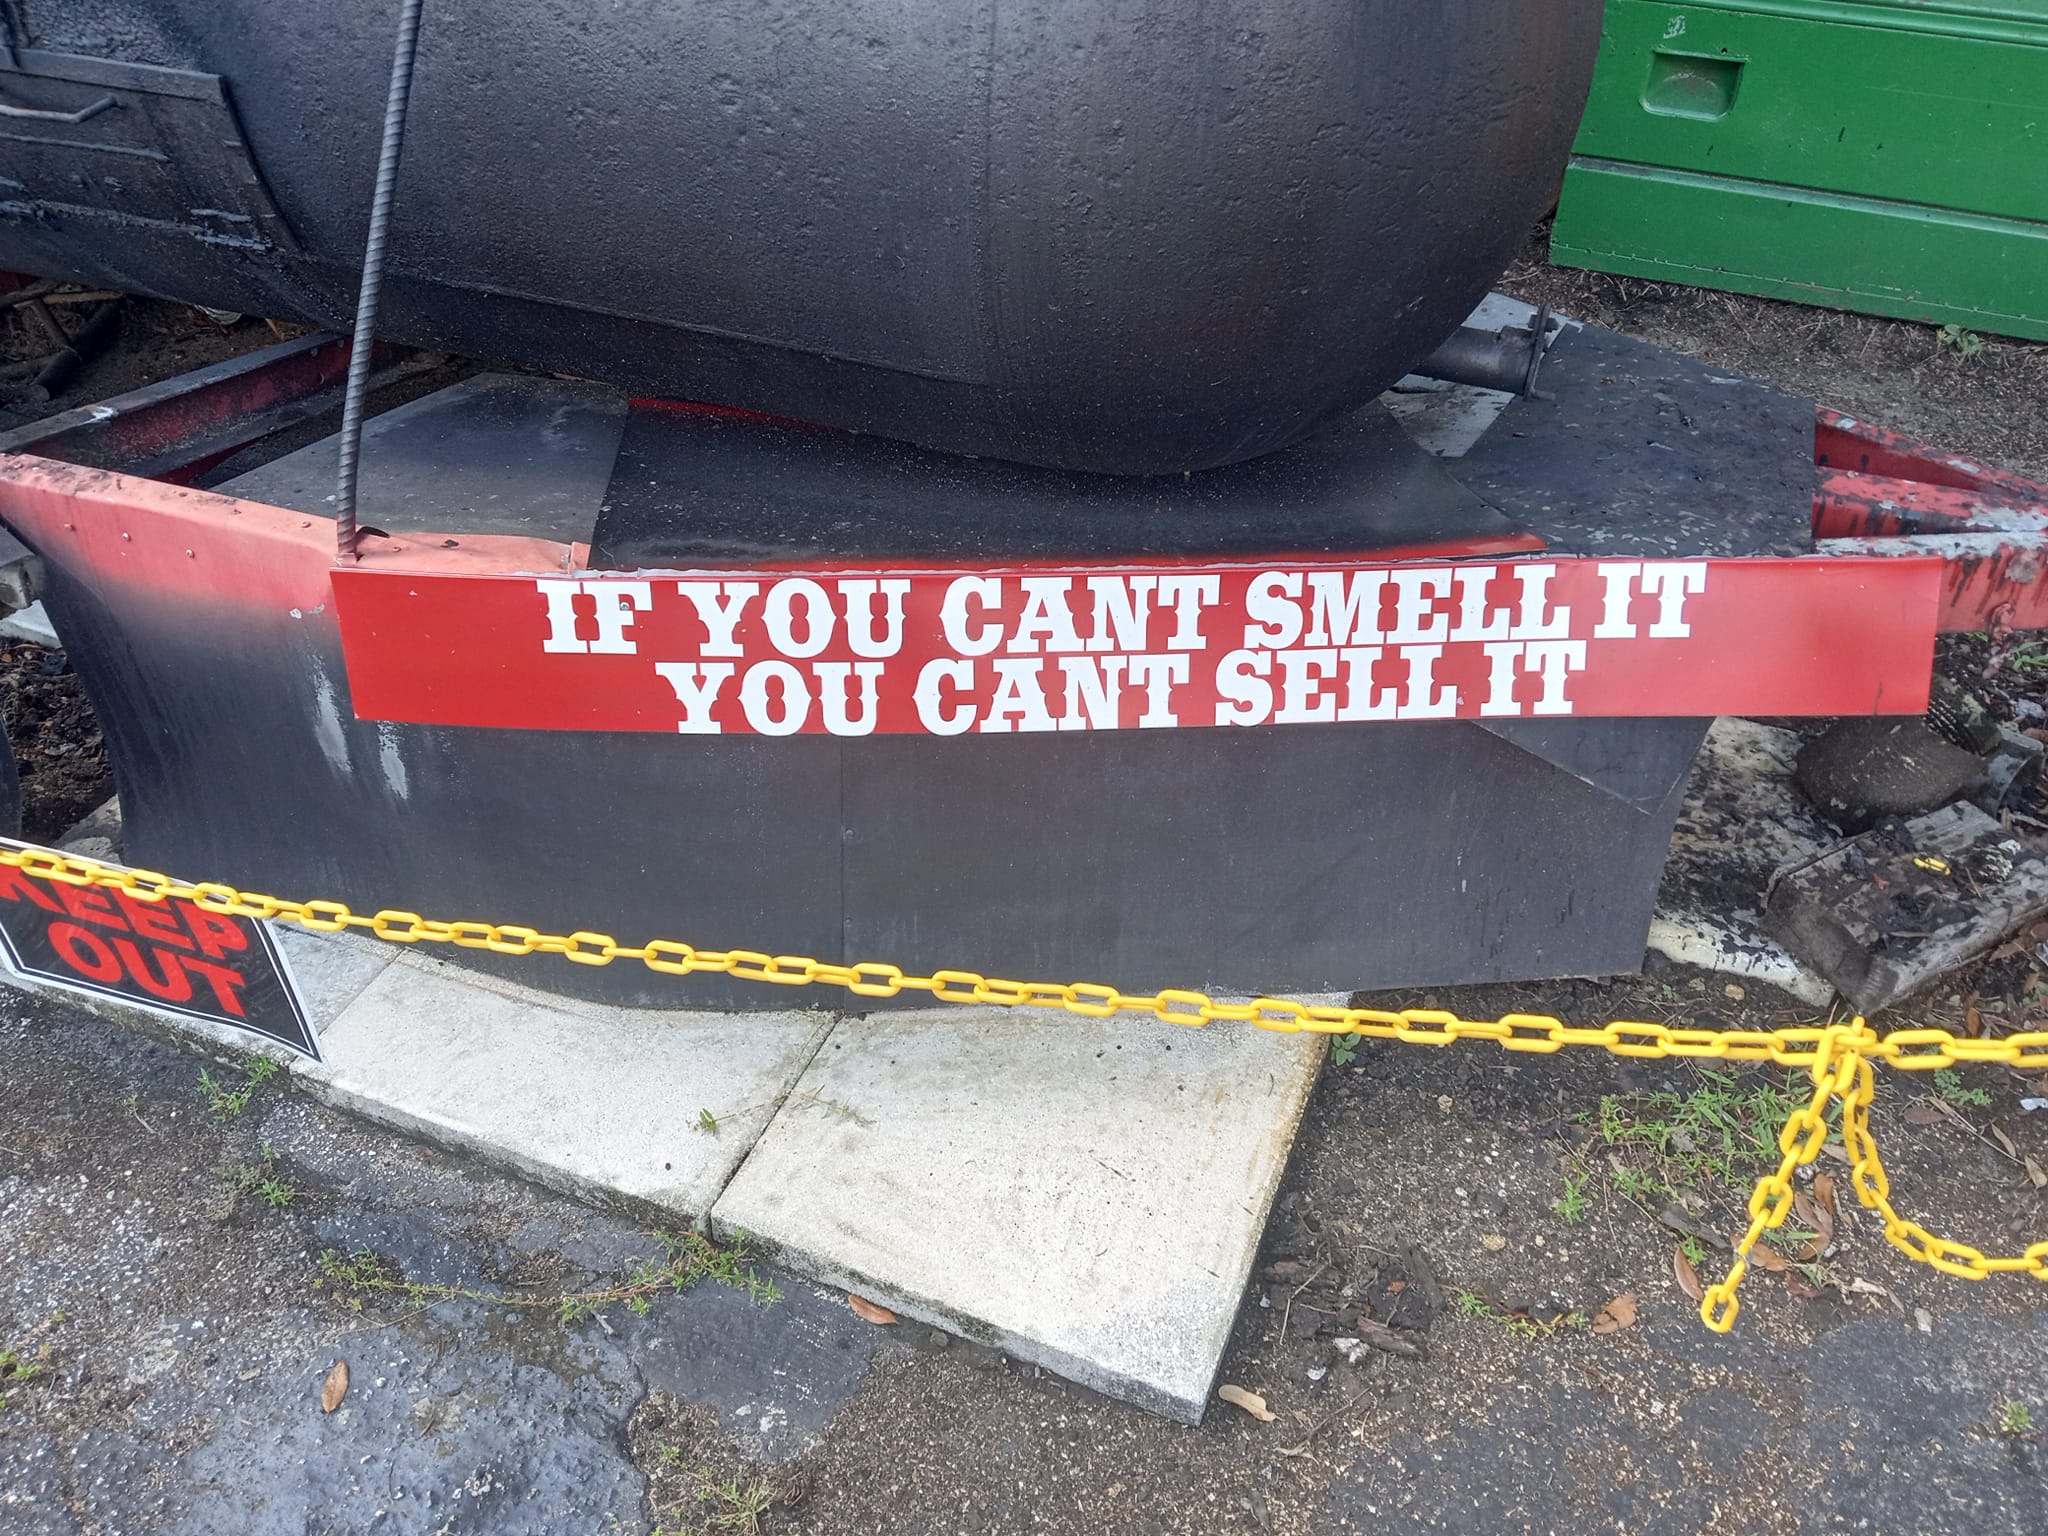 IF YOU CANT SMELL IT
YOU CANT SELL IT
KEEP
OUT